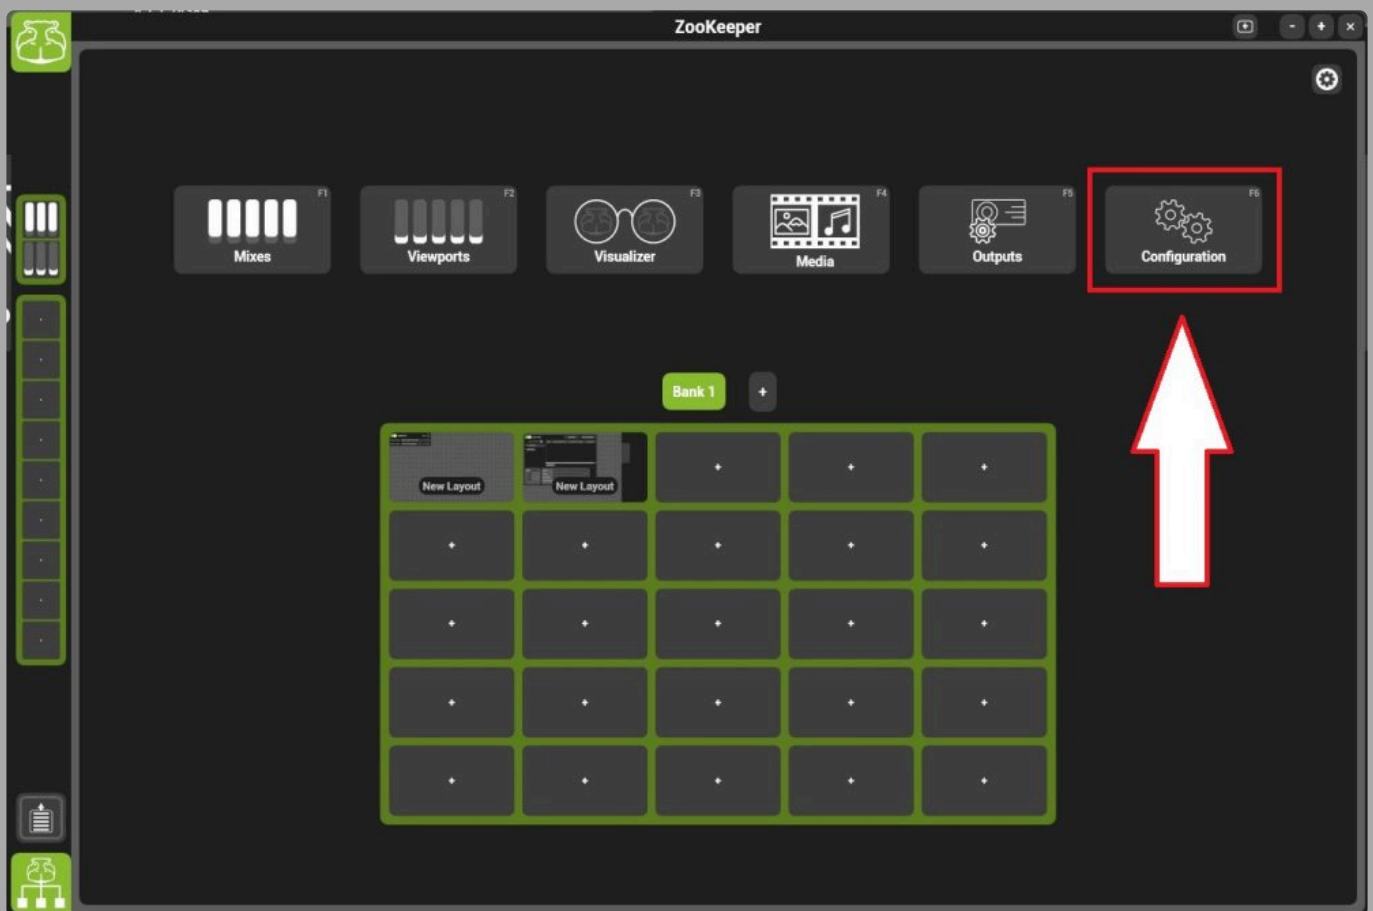 ZooKeeper
- + ×
F1 F2 F3 F4 F5 F6
Mixes Viewports Visualizer Media Outputs Configuration
Bank 1 +
New Layout New Layout + + +
+ + + + +
+ + + + +
+ + + + +
+ + + + +